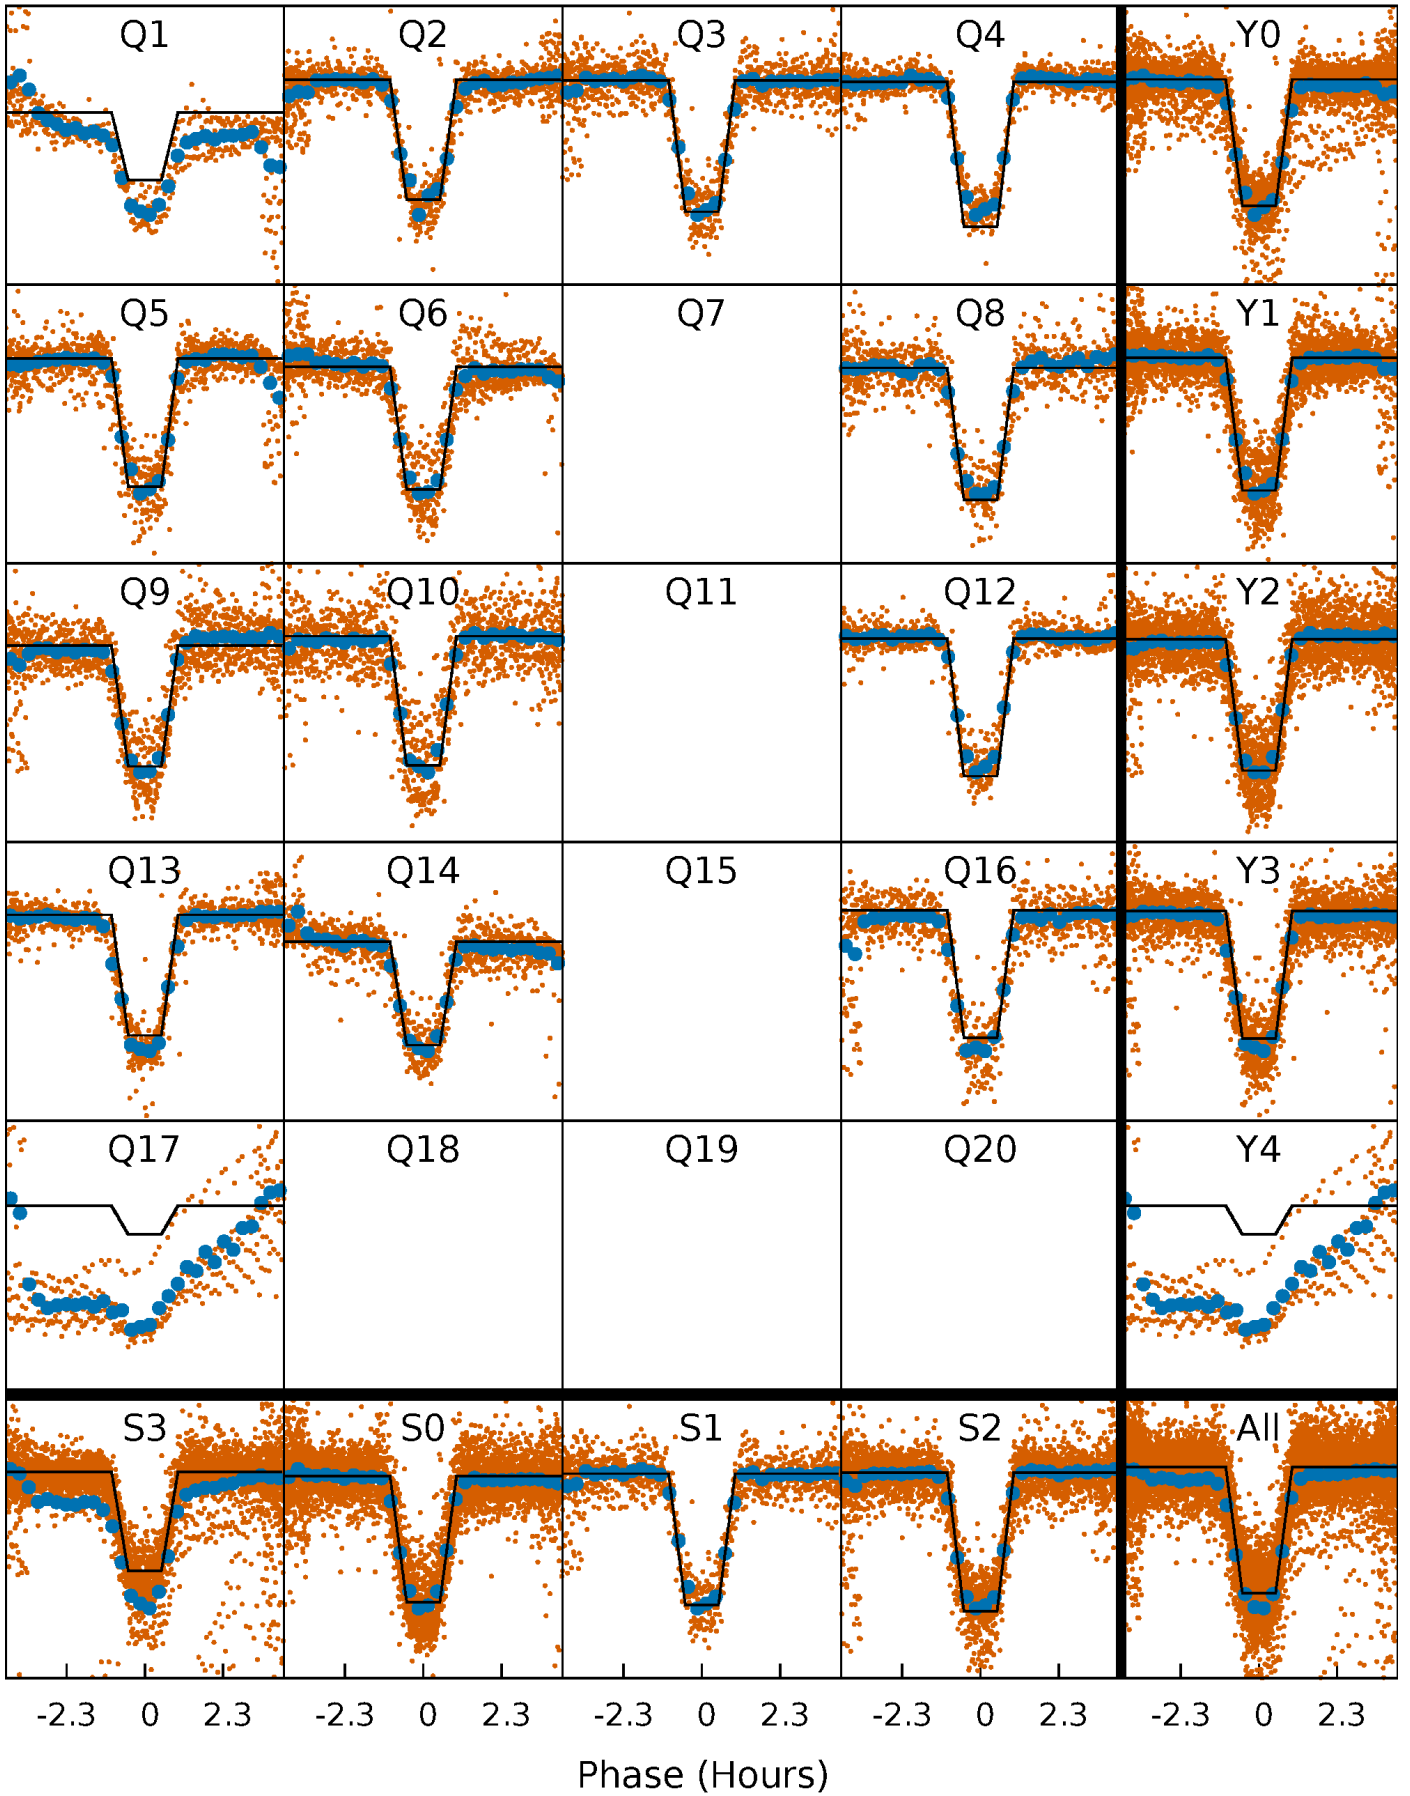 Q1 Q2 Q3 Q4 Y0
Q5 Q6 Q7 Q8 Y1
Q9 Q10 Q11 Q12 Y2
Q13 Q14 Q15 Q16 Y3
Q17 Q18 Q19 Q20 Y4
S3 S0 S1 S2 All
-2.3 0 2.3 -2.3 0 2.3 -2.3 0 2.3 -2.3 0 2.3 -2.3 0 2.3
Phase (Hours)